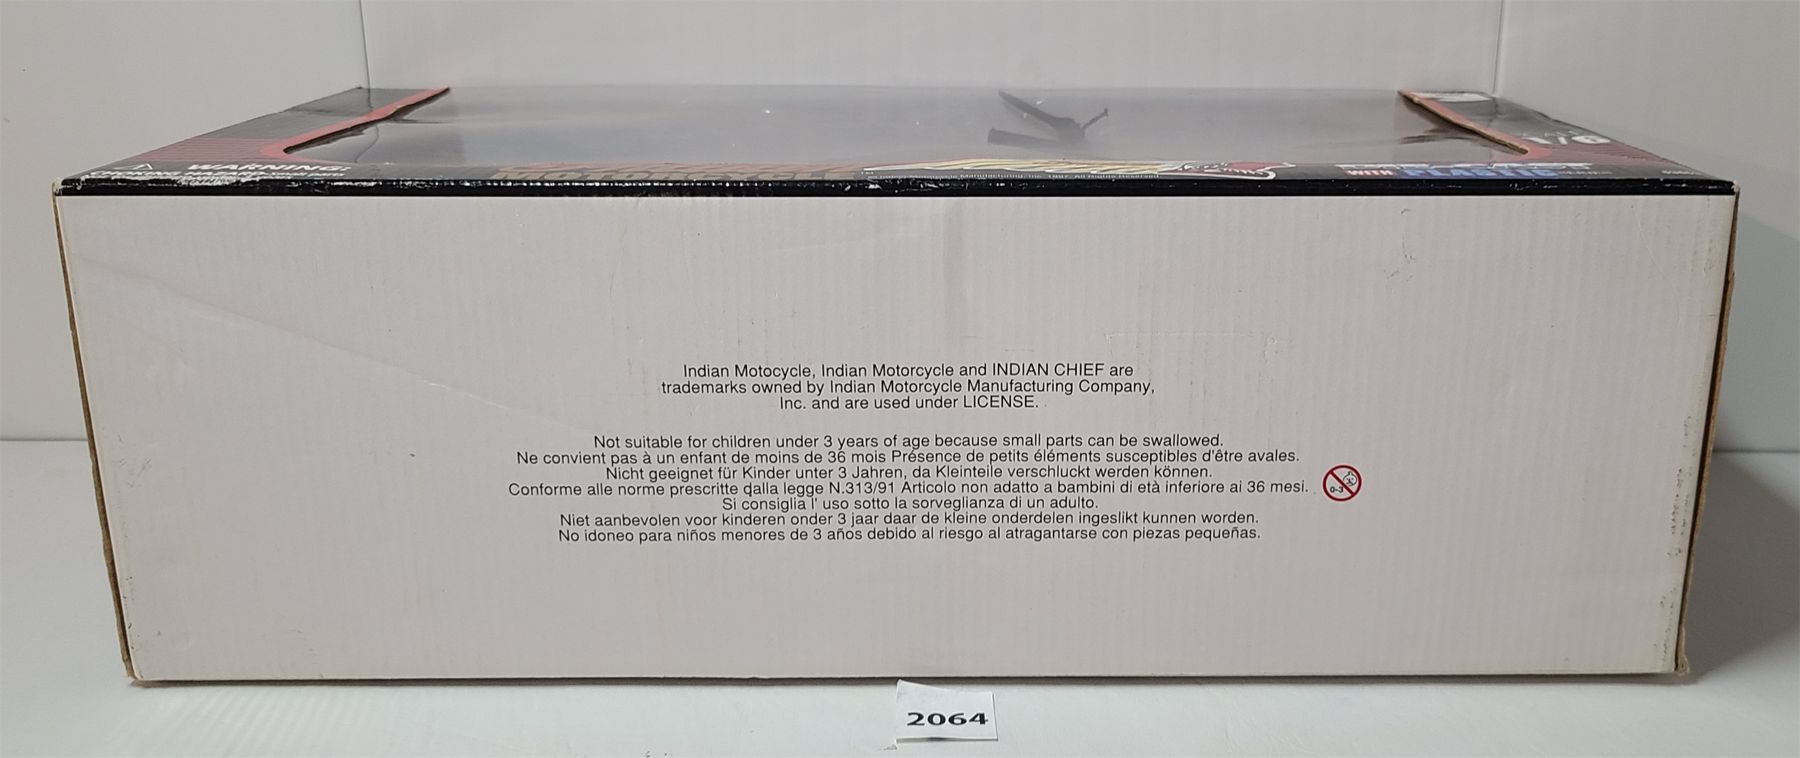 1/6
WARNING:
CHOKING HAZARD
MOTORCYCLE
WITH PLASTIC
Indian Motocycle, Indian Motorcycle and INDIAN CHIEF are
trademarks owned by Indian Motorcycle Manufacturing Company,
Inc. and are used under LICENSE.
Not suitable for children under 3 years of age because small parts can be swallowed.
Ne convient pas à un enfant de moins de 36 mois Présence de petits éléments susceptibles d'être avales.
Nicht geeignet für Kinder unter 3 Jahren, da Kleinteile verschluckt werden können.
Conforme alle norme prescritte dalla legge N.313/91 Articolo non adatto a bambini di età inferiore ai 36 mesi.
0-3
Si consiglia l' uso sotto la sorveglianza di un adulto.
Niet aanbevolen voor kinderen onder 3 jaar daar de kleine onderdelen ingeslikt kunnen worden.
No idoneo para niños menores de 3 años debido al riesgo al atragantarse con piezas pequeñas.
2064